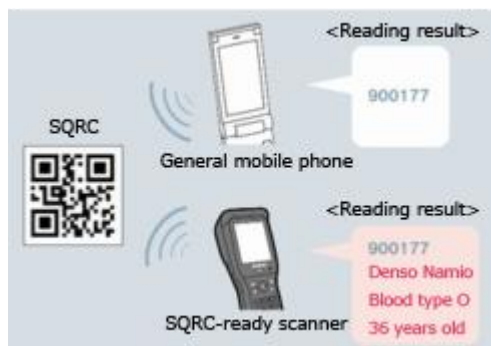 <Reading result>
900177
SQRC
General mobile phone
<Reading result>
900177
Denso Namio
Blood type O
36 years old
SQRC-ready scanner